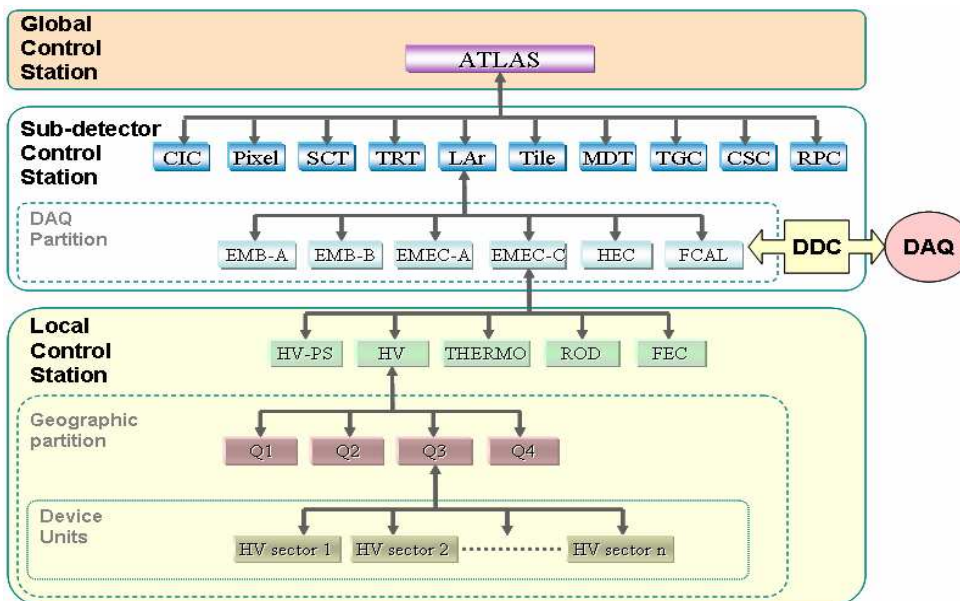 Global
Control
Station
ATLAS
Sub-detector
Control
Station
CIC Pixel SCT TRT LAr Tile MDT TGC CSC RPC
DAQ
Partition
EMB-A EMB-B EMEC-A EMEC-C HEC FCAL
DDC
DAQ
Local
Control
Station
HV-PS HV THERMO ROD FEC
Geographic
partition
Q1 Q2 Q3 Q4
Device
Units
HV sector 1 HV sector 2 HV sector n